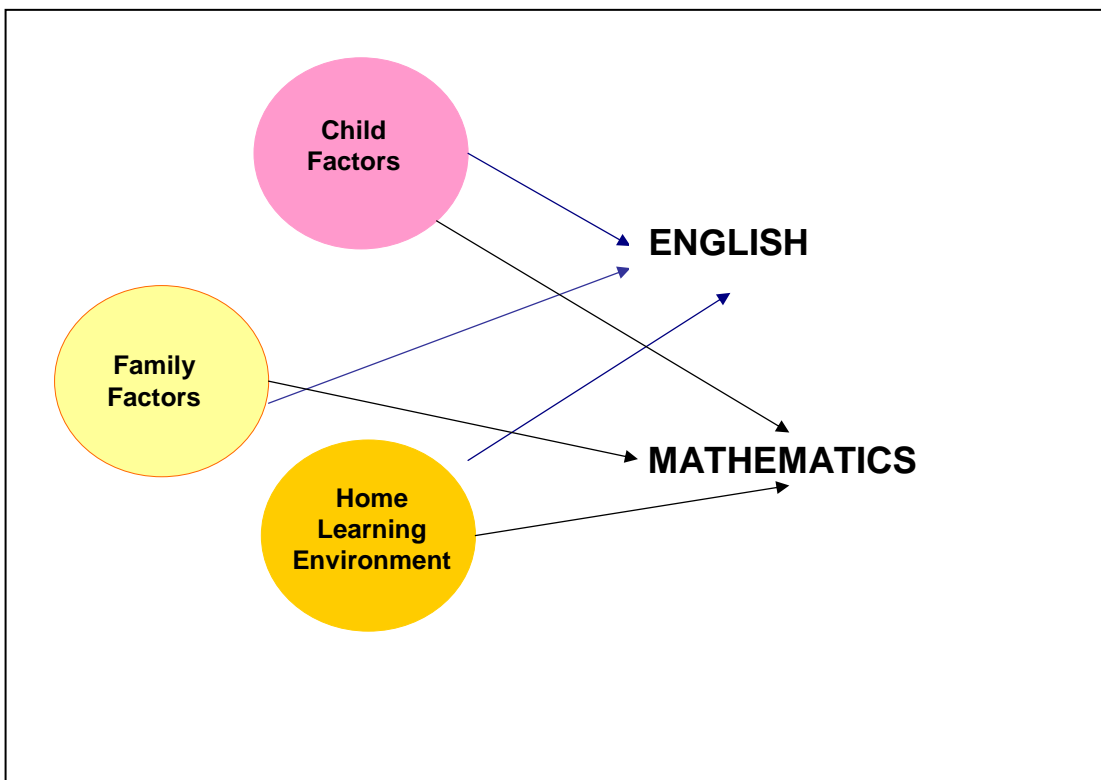 Child
Factors
ENGLISH
Family
Factors
MATHEMATICS
Home
Learning
Environment